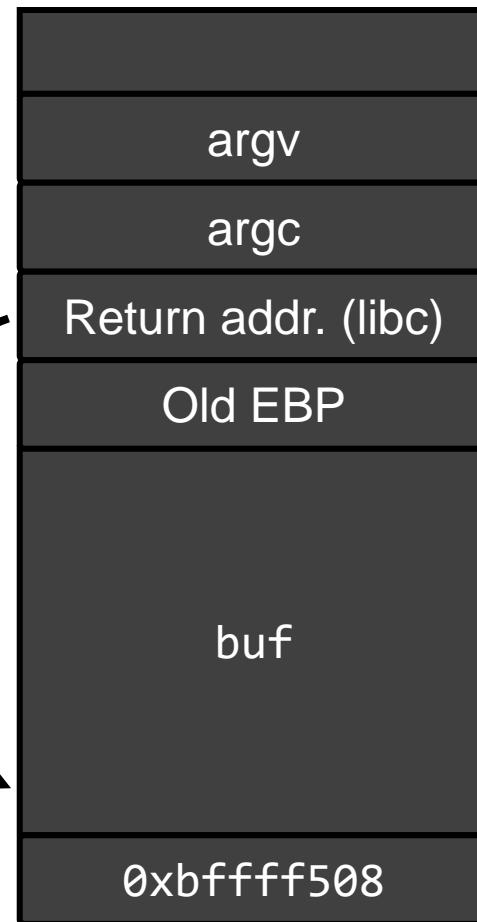 argv
argc
Return addr. (libc)
Old EBP
buf
0xbffff508